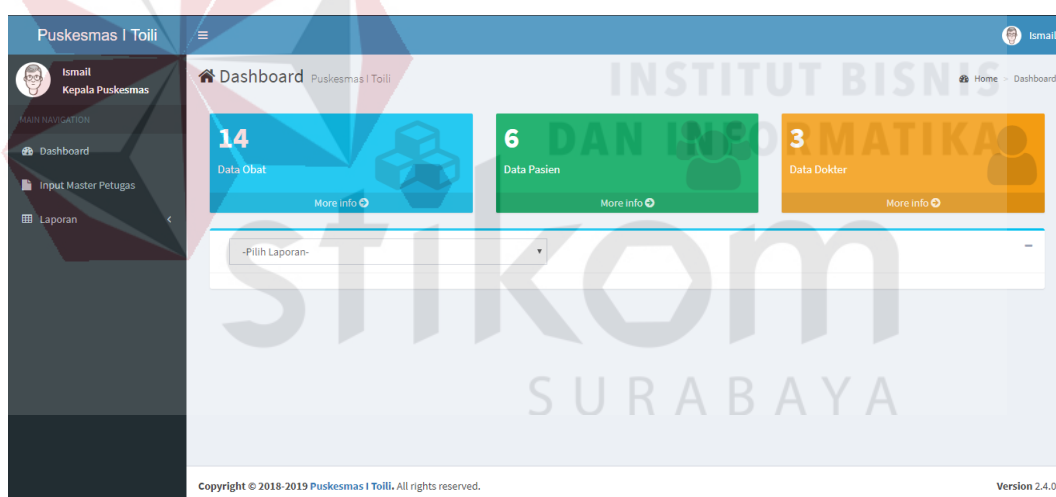 Puskesmas I Toili
Ismail
Ismail
Kepala Puskesmas
MAIN NAVIGATION
Dashboard
Input Master Petugas
Laporan
Dashboard Puskesmas I Toili
Home > Dashboard
14
Data Obat
More info
6
Data Pasien
More info
3
Data Dokter
More info
-Pilih Laporan-
INSTITUT BISNIS
DAN INFORMATIKA
stikom
SURABAYA
Copyright © 2018-2019 Puskesmas I Toili. All rights reserved.
Version 2.4.0